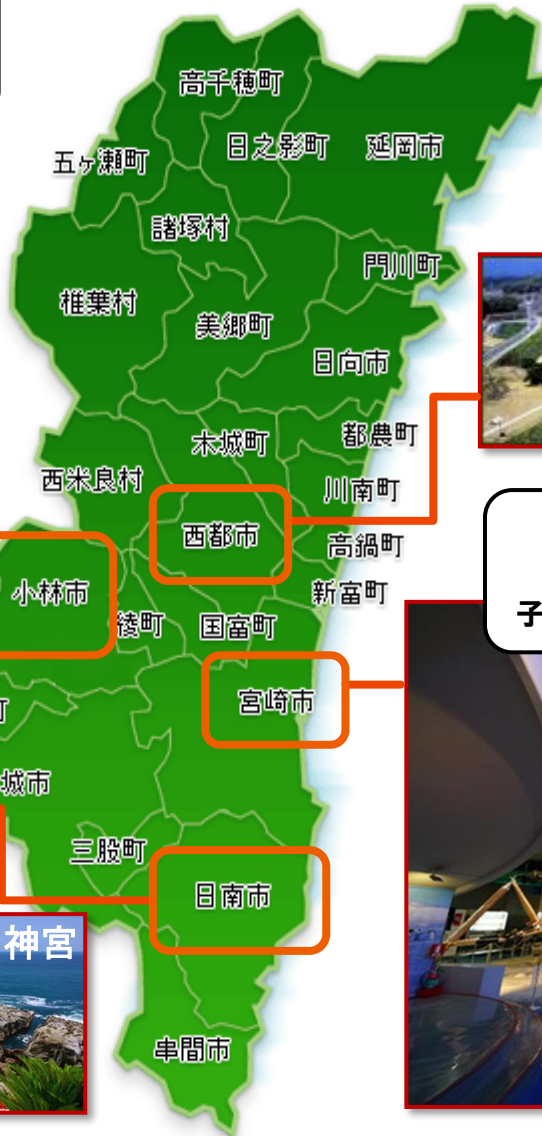 高千穂町
日之影町
延岡市
五ヶ瀬町
諸塚村
門川町
椎葉村
美郷町
日向市
都農町
木城町
西米良村
川南町
西都市
高鍋町
小林市
新富町
綾町
国富町
子
宮崎市
町
城市
三股町
日南市
神宮
串間市